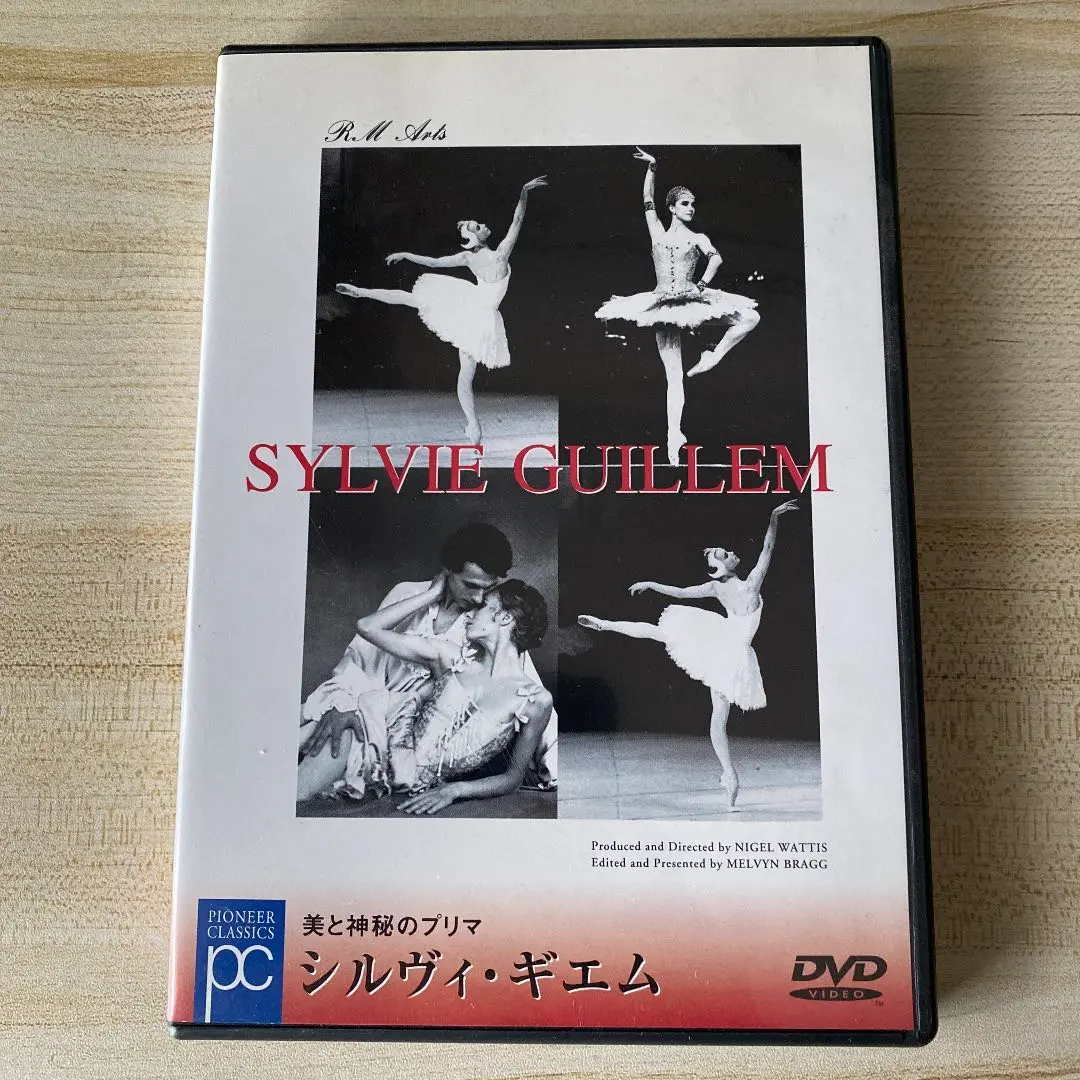 RM Arts
SYLVIE GUILLEM
Produced and Directed by NIGEL WATTIS
Edited and Presented by MELVYN BRAGG
PIONEER
CLASSICS
pc
美と神秘のプリマ
シルヴィ・ギエム
DVD
VIDEO
TM